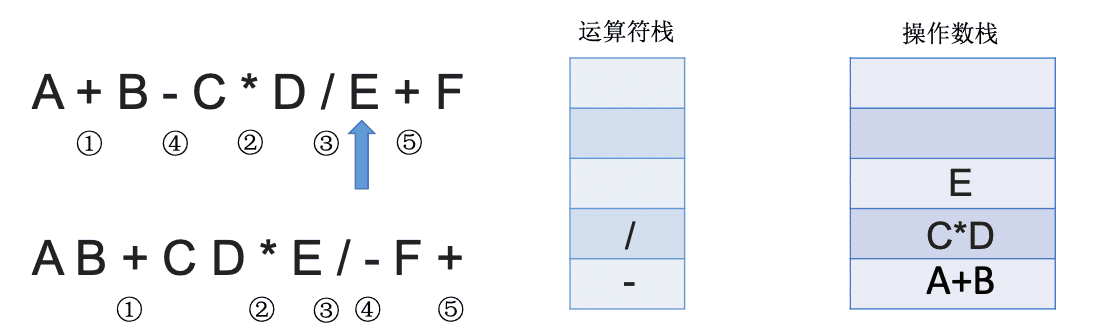 运算符栈
操作数栈
A + B - C * D / E + F
① ④ ② ③ ⑤
A B + C D * E / - F +
① ② ③ ④ ⑤
/
-
E
C*D
A+B